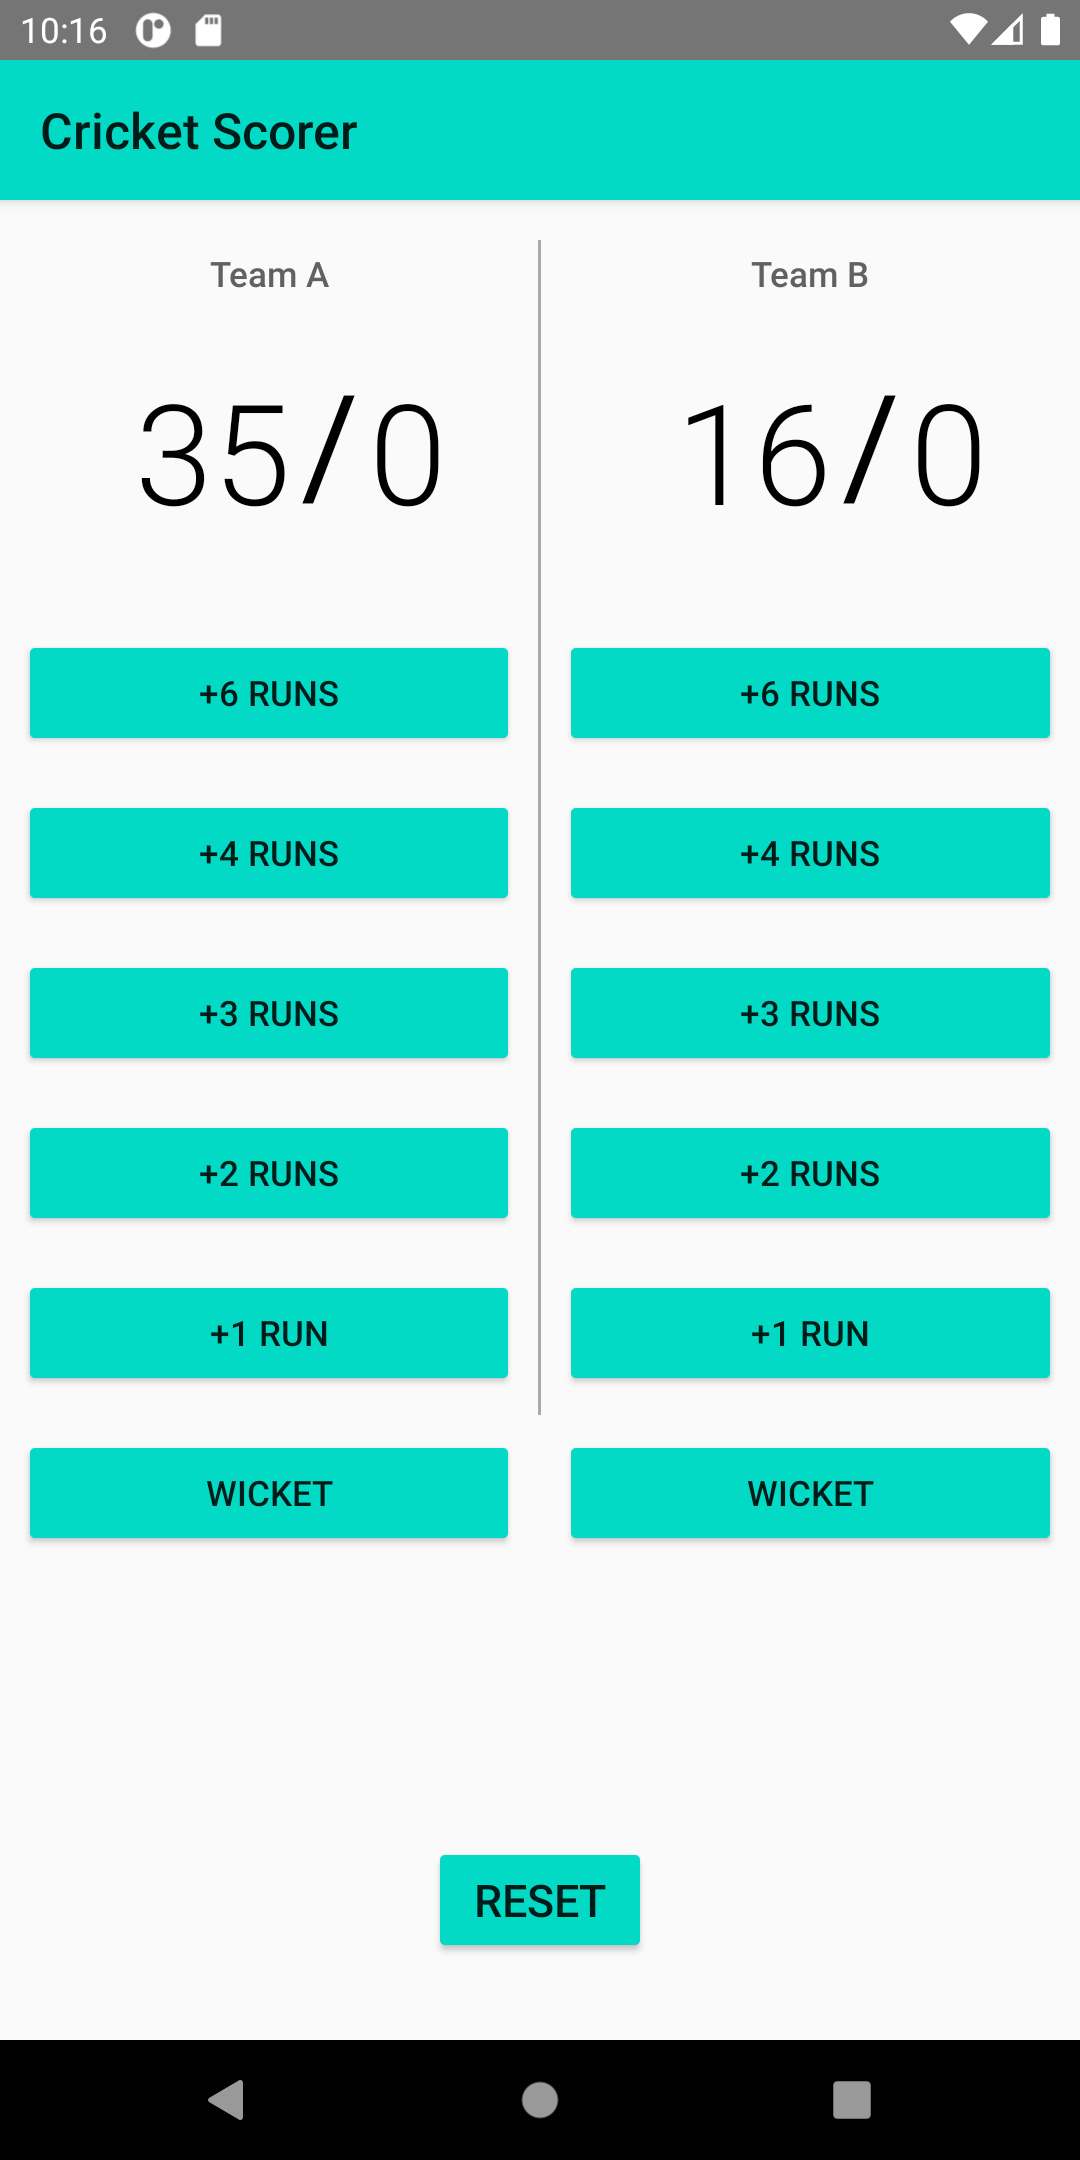 10:16
Cricket Scorer
Team A
Team B
35/0
16/0
+6 RUNS
+6 RUNS
+4 RUNS
+4 RUNS
+3 RUNS
+3 RUNS
+2 RUNS
+2 RUNS
+1 RUN
+1 RUN
WICKET
WICKET
RESET